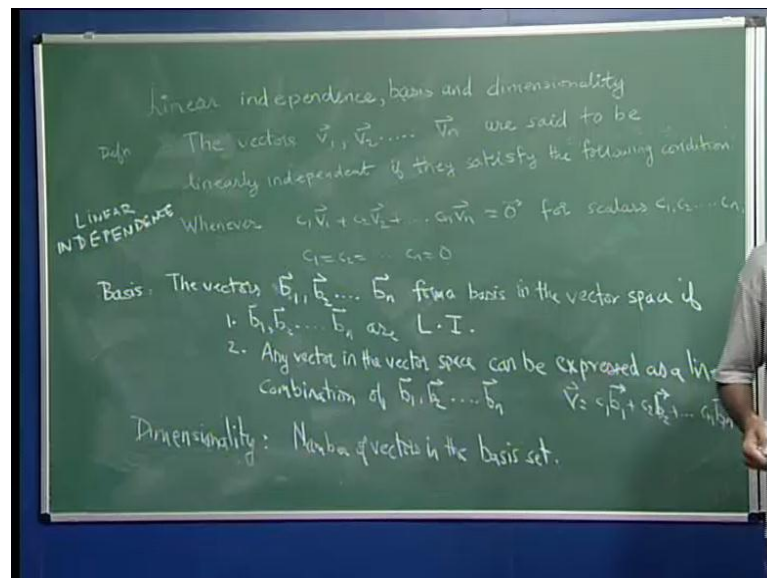 Linear independence, basis and dimensionality
Defn The vectors v⃗₁, v⃗₂ ..... v⃗n are said to be
linearly independent if they satisfy the following condition
LINEAR INDEPENDENCE
Whenever c₁v⃗₁ + c₂v⃗₂ + ... cnv⃗n = 0⃗ for scalars c₁, c₂ ... cn,
c₁ = c₂ = ... cn = 0
Basis: The vectors b⃗₁, b⃗₂ .... b⃗n form a basis in the vector space if
1. b⃗₁, b⃗₂ .... b⃗n are L.I.
2. Any vector in the vector space can be expressed as a lin
combination of b⃗₁, b⃗₂ .... b⃗n v⃗ = c₁b⃗₁ + c₂b⃗₂ + ... cnb⃗n
Dimensionality: Number of vectors in the basis set.